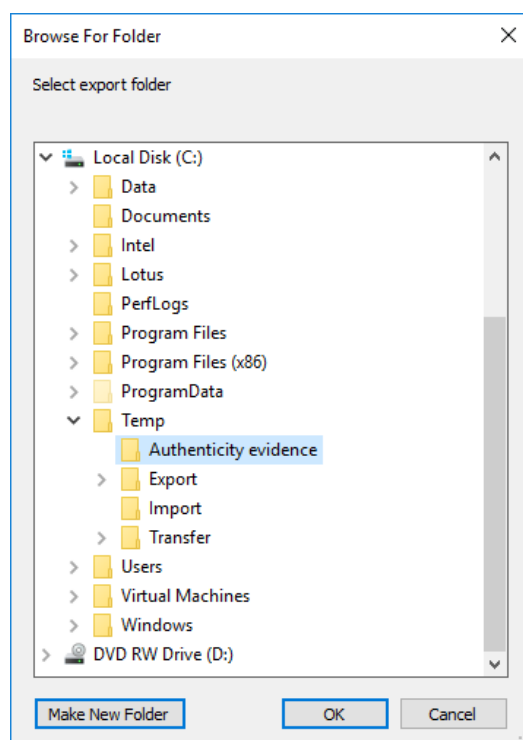 Browse For Folder
Select export folder
Local Disk (C:)
Data
Documents
Intel
Lotus
PerfLogs
Program Files
Program Files (x86)
ProgramData
Temp
Authenticity evidence
Export
Import
Transfer
Users
Virtual Machines
Windows
DVD RW Drive (D:)
Make New Folder OK Cancel